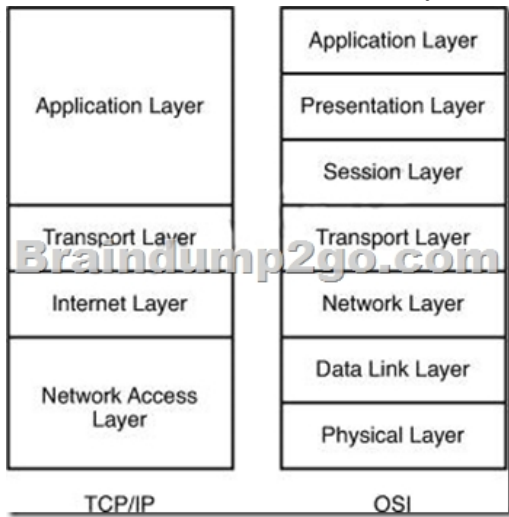 Application Layer
Transport Layer
Internet Layer
Network Access
Layer
TCP/IP
Application Layer
Presentation Layer
Session Layer
Transport Layer
Network Layer
Data Link Layer
Physical Layer
OSI
Braindump2go.com